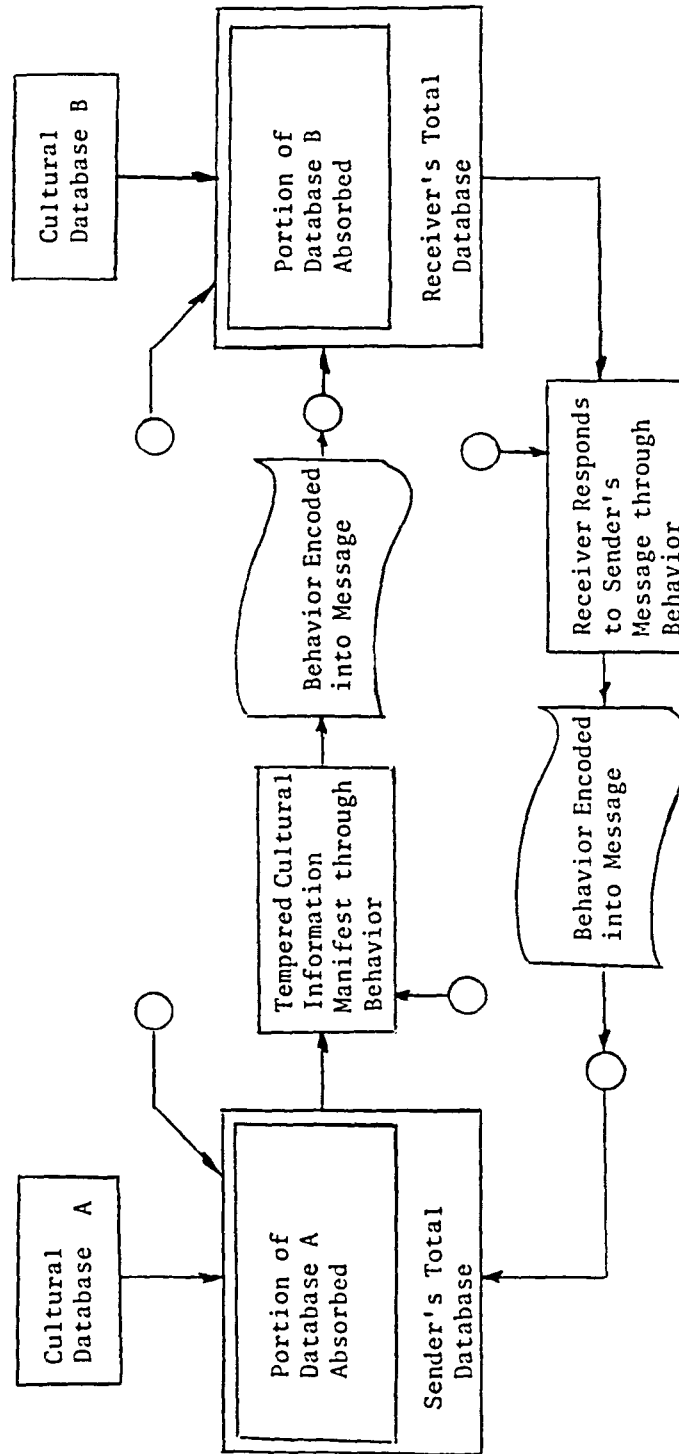 Cultural
Database A
Portion of
Database A
Absorbed
Sender's Total
Database
Tempered Cultural
Information
Manifest through
Behavior
Behavior Encoded
into Message
Cultural
Database B
Portion of
Database B
Absorbed
Receiver's Total
Database
Receiver Responds
to Sender's
Message through
Behavior
Behavior Encoded
into Message